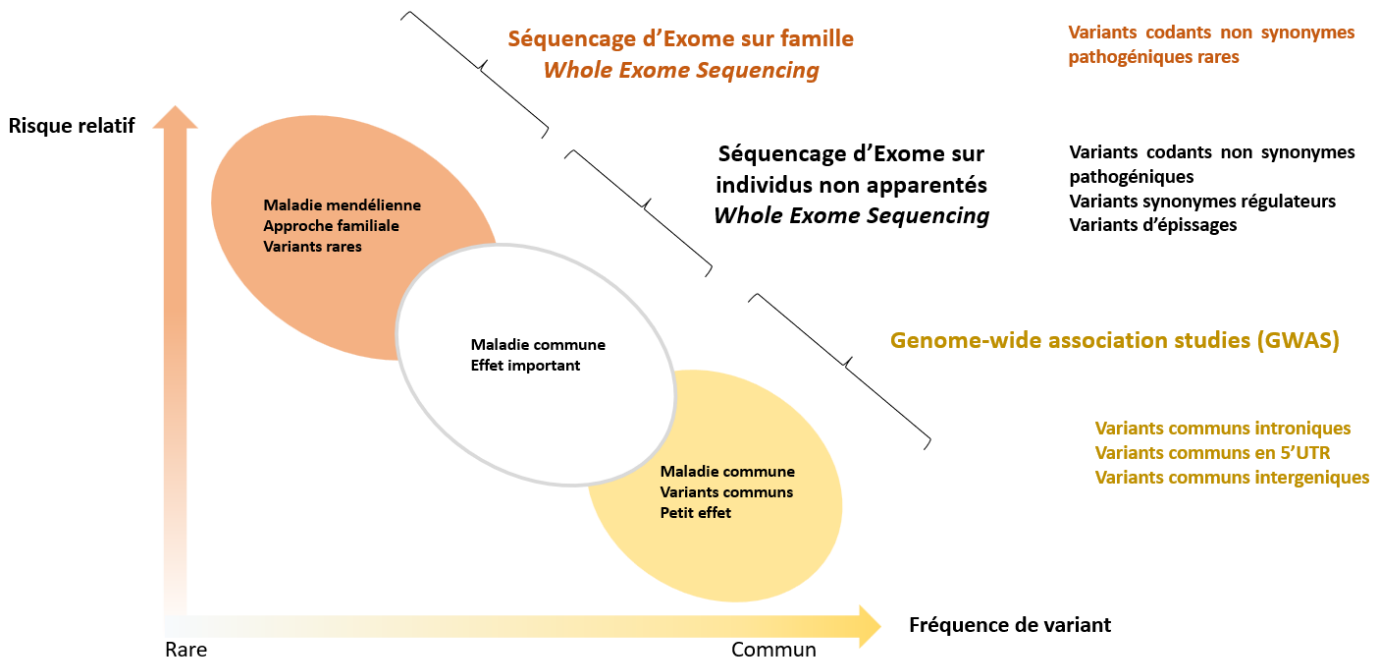 Séquencage d'Exome sur famille
Whole Exome Sequencing
Variants codants non synonymes
pathogéniques rares
Risque relatif
Maladie mendélienne
Approche familiale
Variants rares
Séquencage d'Exome sur
individus non apparentés
Whole Exome Sequencing
Variants codants non synonymes
pathogéniques
Variants synonymes régulateurs
Variants d'épissages
Maladie commune
Effet important
Genome-wide association studies (GWAS)
Variants communs introniques
Variants communs en 5'UTR
Variants communs intergeniques
Maladie commune
Variants communs
Petit effet
Fréquence de variant
Rare
Commun